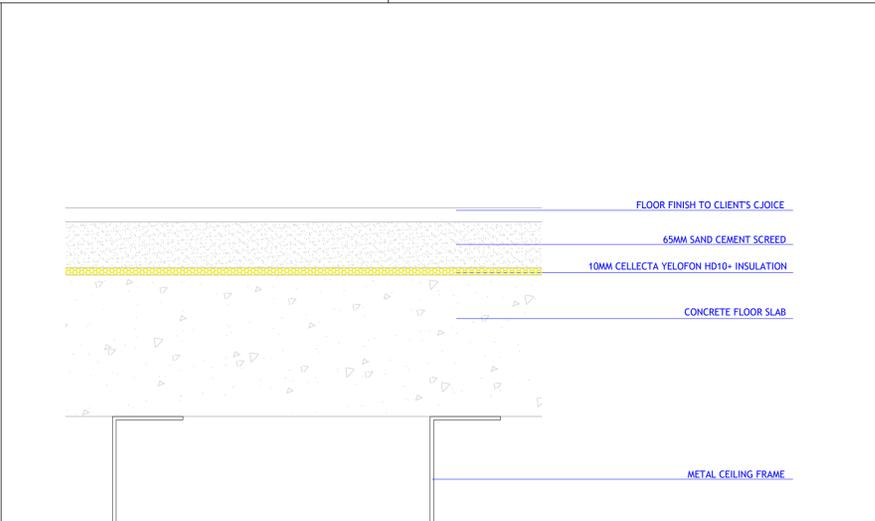 FLOOR FINISH TO CLIENT'S CJOICE
65MM SAND CEMENT SCREED
10MM CELLECTA YELOFON HD10+ INSULATION
CONCRETE FLOOR SLAB
METAL CEILING FRAME